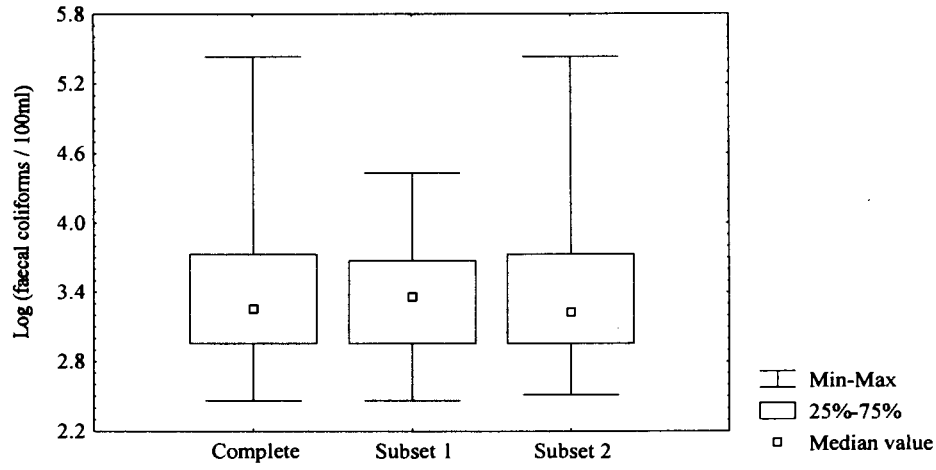 Log (faecal coliforms / 100ml)
5.8
5.2
4.6
4.0
3.4
2.8
2.2
Complete Subset 1 Subset 2
Min-Max
25%-75%
Median value